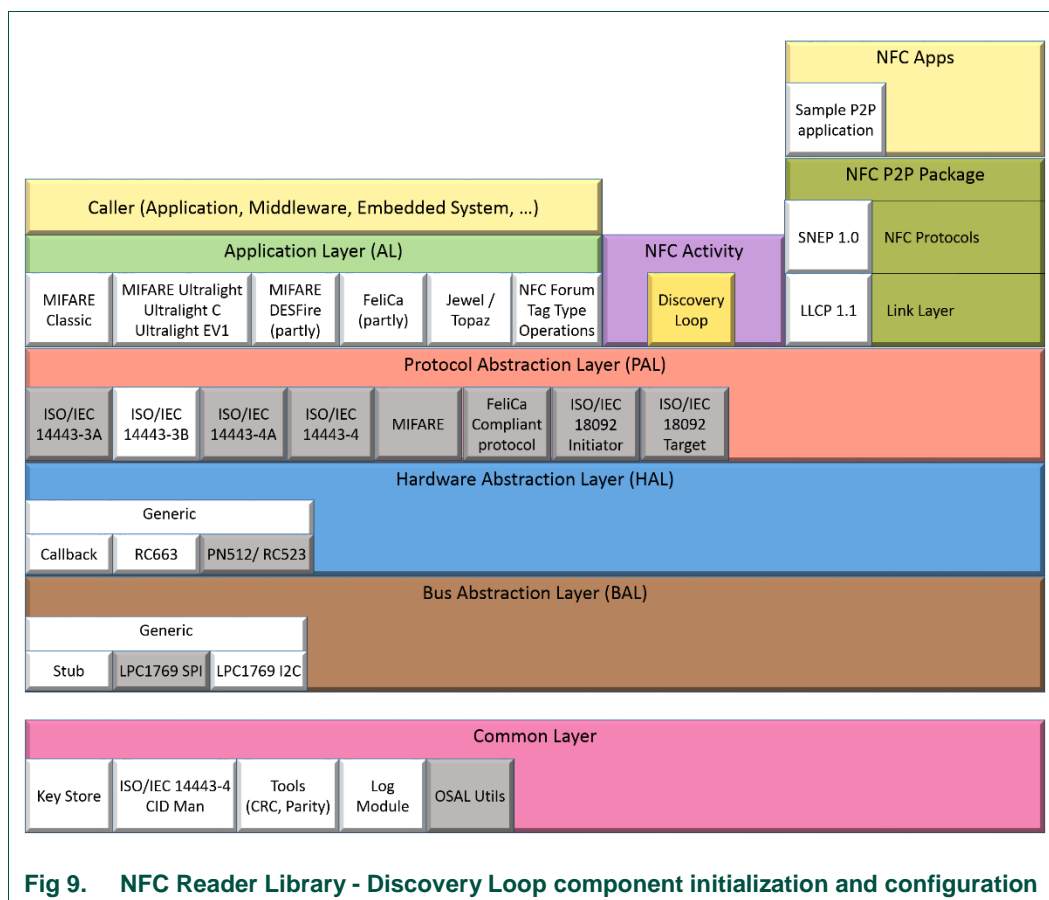 NFC Apps
Sample P2P
application
NFC P2P Package
SNEP 1.0
NFC Protocols
LLCP 1.1
Link Layer
Caller (Application, Middleware, Embedded System, ...)
Application Layer (AL)
MIFARE
Classic
MIFARE Ultralight
Ultralight C
Ultralight EV1
MIFARE
DESFire
(partly)
FeliCa
(partly)
Jewel /
Topaz
NFC Forum
Tag Type
Operations
NFC Activity
Discovery
Loop
Protocol Abstraction Layer (PAL)
ISO/IEC
14443-3A
ISO/IEC
14443-3B
ISO/IEC
14443-4A
ISO/IEC
14443-4
MIFARE
FeliCa
Compliant
protocol
ISO/IEC
18092
Initiator
ISO/IEC
18092
Target
Hardware Abstraction Layer (HAL)
Generic
Callback
RC663
PN512/ RC523
Bus Abstraction Layer (BAL)
Generic
Stub
LPC1769 SPI
LPC1769 I2C
Common Layer
Key Store
ISO/IEC 14443-4
CID Man
Tools
(CRC, Parity)
Log
Module
OSAL Utils
Fig 9. NFC Reader Library - Discovery Loop component initialization and configuration